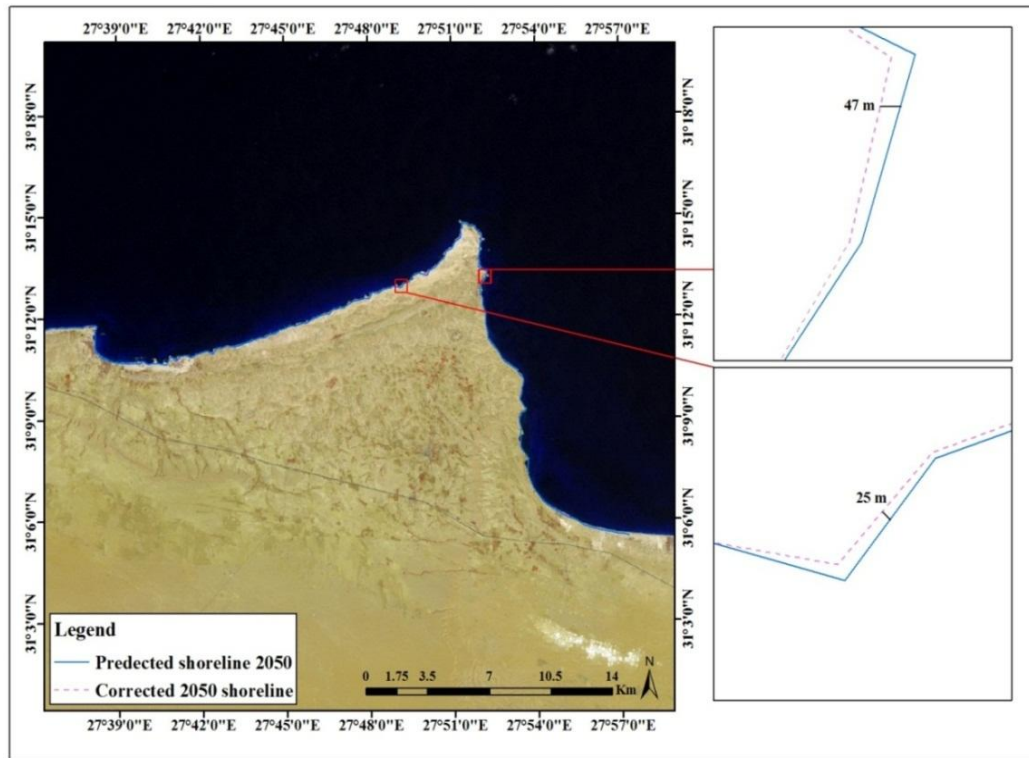 27°39'0"E 27°42'0"E 27°45'0"E 27°48'0"E 27°51'0"E 27°54'0"E 27°57'0"E
31°18'0"N
31°15'0"N
31°12'0"N
31°9'0"N
31°6'0"N
31°3'0"N
31°18'0"N
31°15'0"N
31°12'0"N
31°9'0"N
31°6'0"N
31°3'0"N
Legend
Predected shoreline 2050
Corrected 2050 shoreline
N
0 1.75 3.5 7 10.5 14
Km
27°39'0"E 27°42'0"E 27°45'0"E 27°48'0"E 27°51'0"E 27°54'0"E 27°57'0"E
47 m
25 m